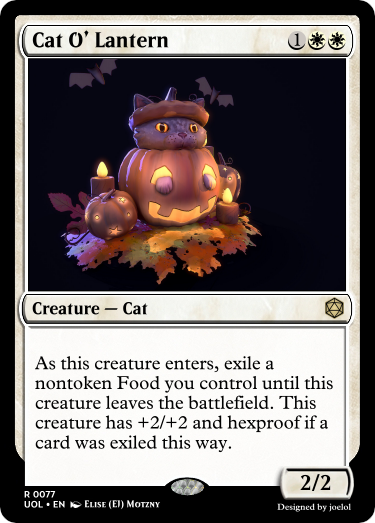 Cat O' Lantern 1
Creature — Cat
As this creature enters, exile a
nontoken Food you control until this
creature leaves the battlefield. This
creature has +2/+2 and hexproof if a
card was exiled this way.
2/2
R 0077
UOL • EN Elise (El) Motzny
Designed by joelol